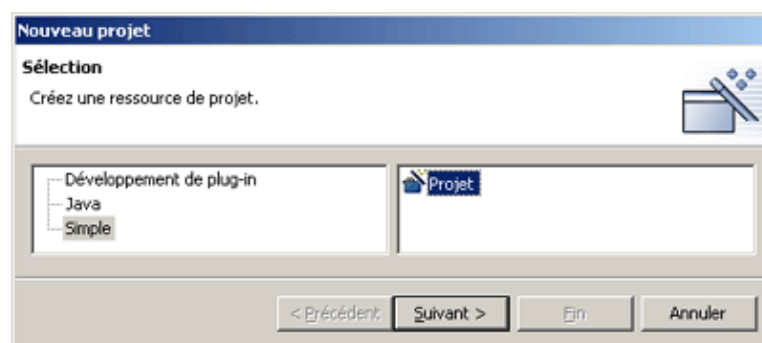 Nouveau projet
Sélection
Créez une ressource de projet.
Développement de plug-in
Java
Simple
Projet
< Précédent
Suivant >
Fin
Annuler